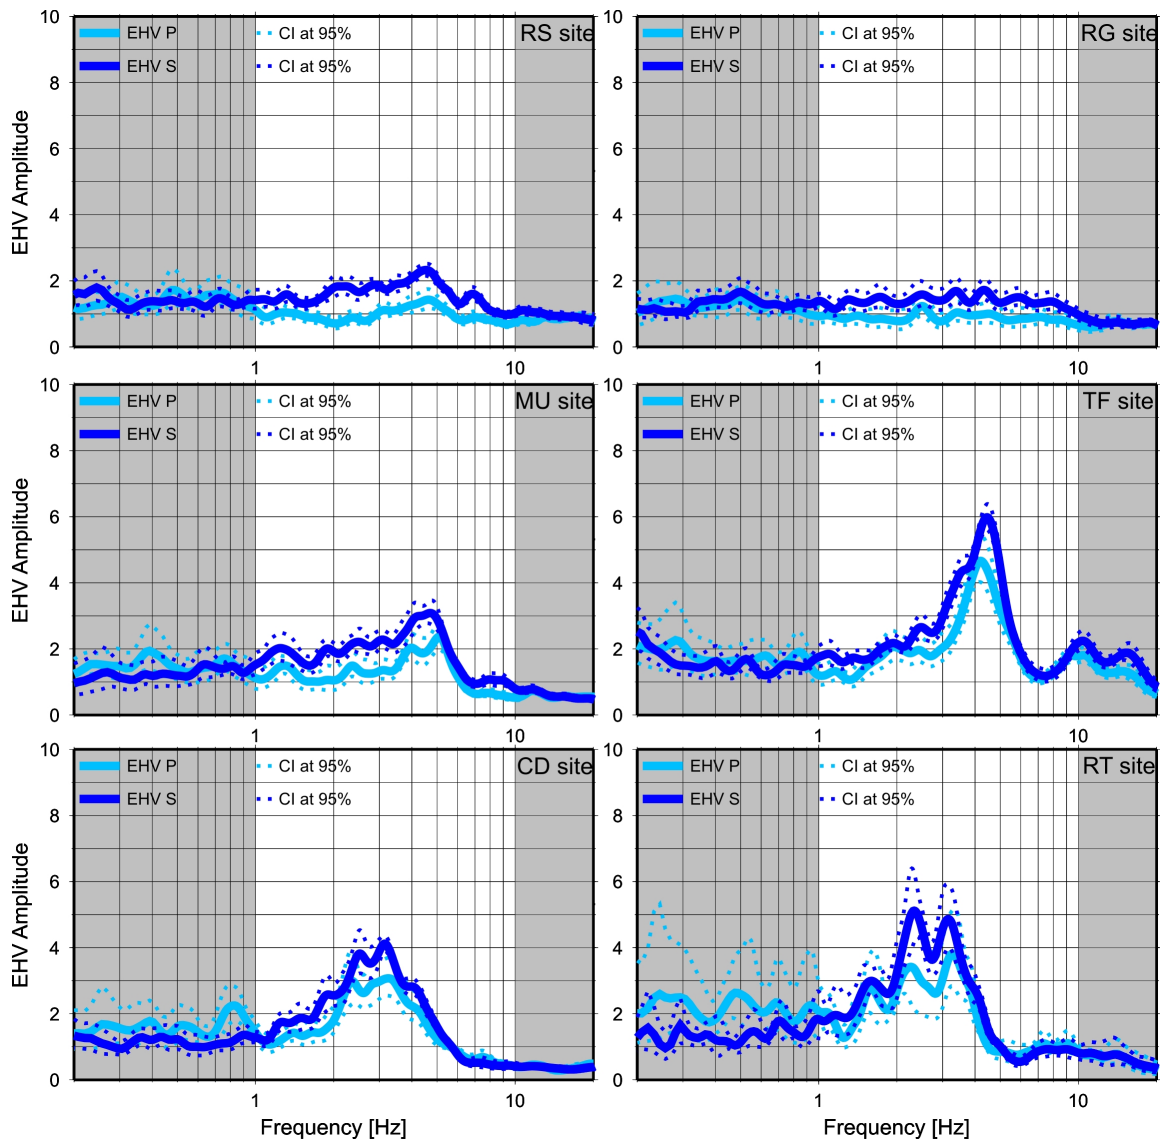 10 EHV P CI at 95% RS site
8 EHV S CI at 95%
6
4
2
0
EHV Amplitude
1 10
10 EHV P CI at 95% RG site
8 EHV S CI at 95%
6
4
2
0
1 10
10 EHV P CI at 95% MU site
8 EHV S CI at 95%
6
4
2
0
EHV Amplitude
1 10
10 EHV P CI at 95% TF site
8 EHV S CI at 95%
6
4
2
0
1 10
10 EHV P CI at 95% CD site
8 EHV S CI at 95%
6
4
2
0
EHV Amplitude
1 10
Frequency [Hz]
10 EHV P CI at 95% RT site
8 EHV S CI at 95%
6
4
2
0
1 10
Frequency [Hz]